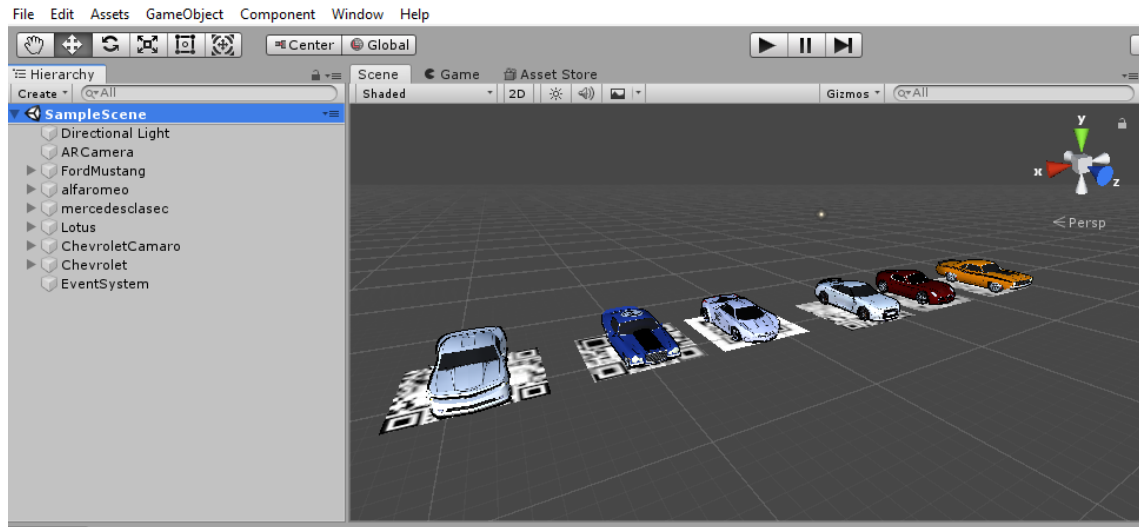 File Edit Assets GameObject Component Window Help
Center Global
Hierarchy
Scene Game Asset Store
Create All
Shaded 2D Gizmos All
SampleScene
Directional Light
ARCamera
FordMustang
alfaromeo
mercedesclasec
Lotus
ChevroletCamaro
Chevrolet
EventSystem
y
x
z
Persp